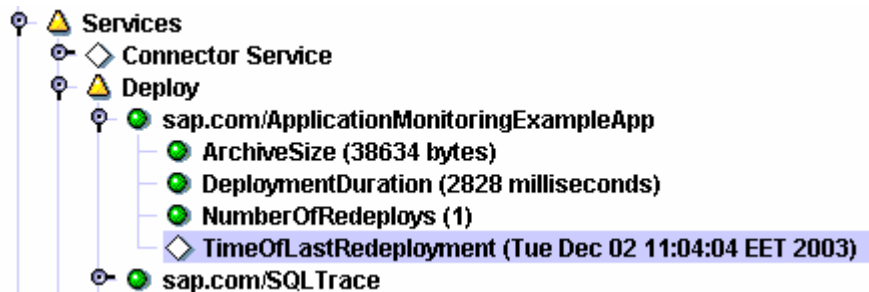 Services
Connector Service
Deploy
sap.com/ApplicationMonitoringExampleApp
ArchiveSize (38634 bytes)
DeploymentDuration (2828 milliseconds)
NumberOfRedeploys (1)
TimeOfLastRedeployment (Tue Dec 02 11:04:04 EET 2003)
sap.com/SQLTrace